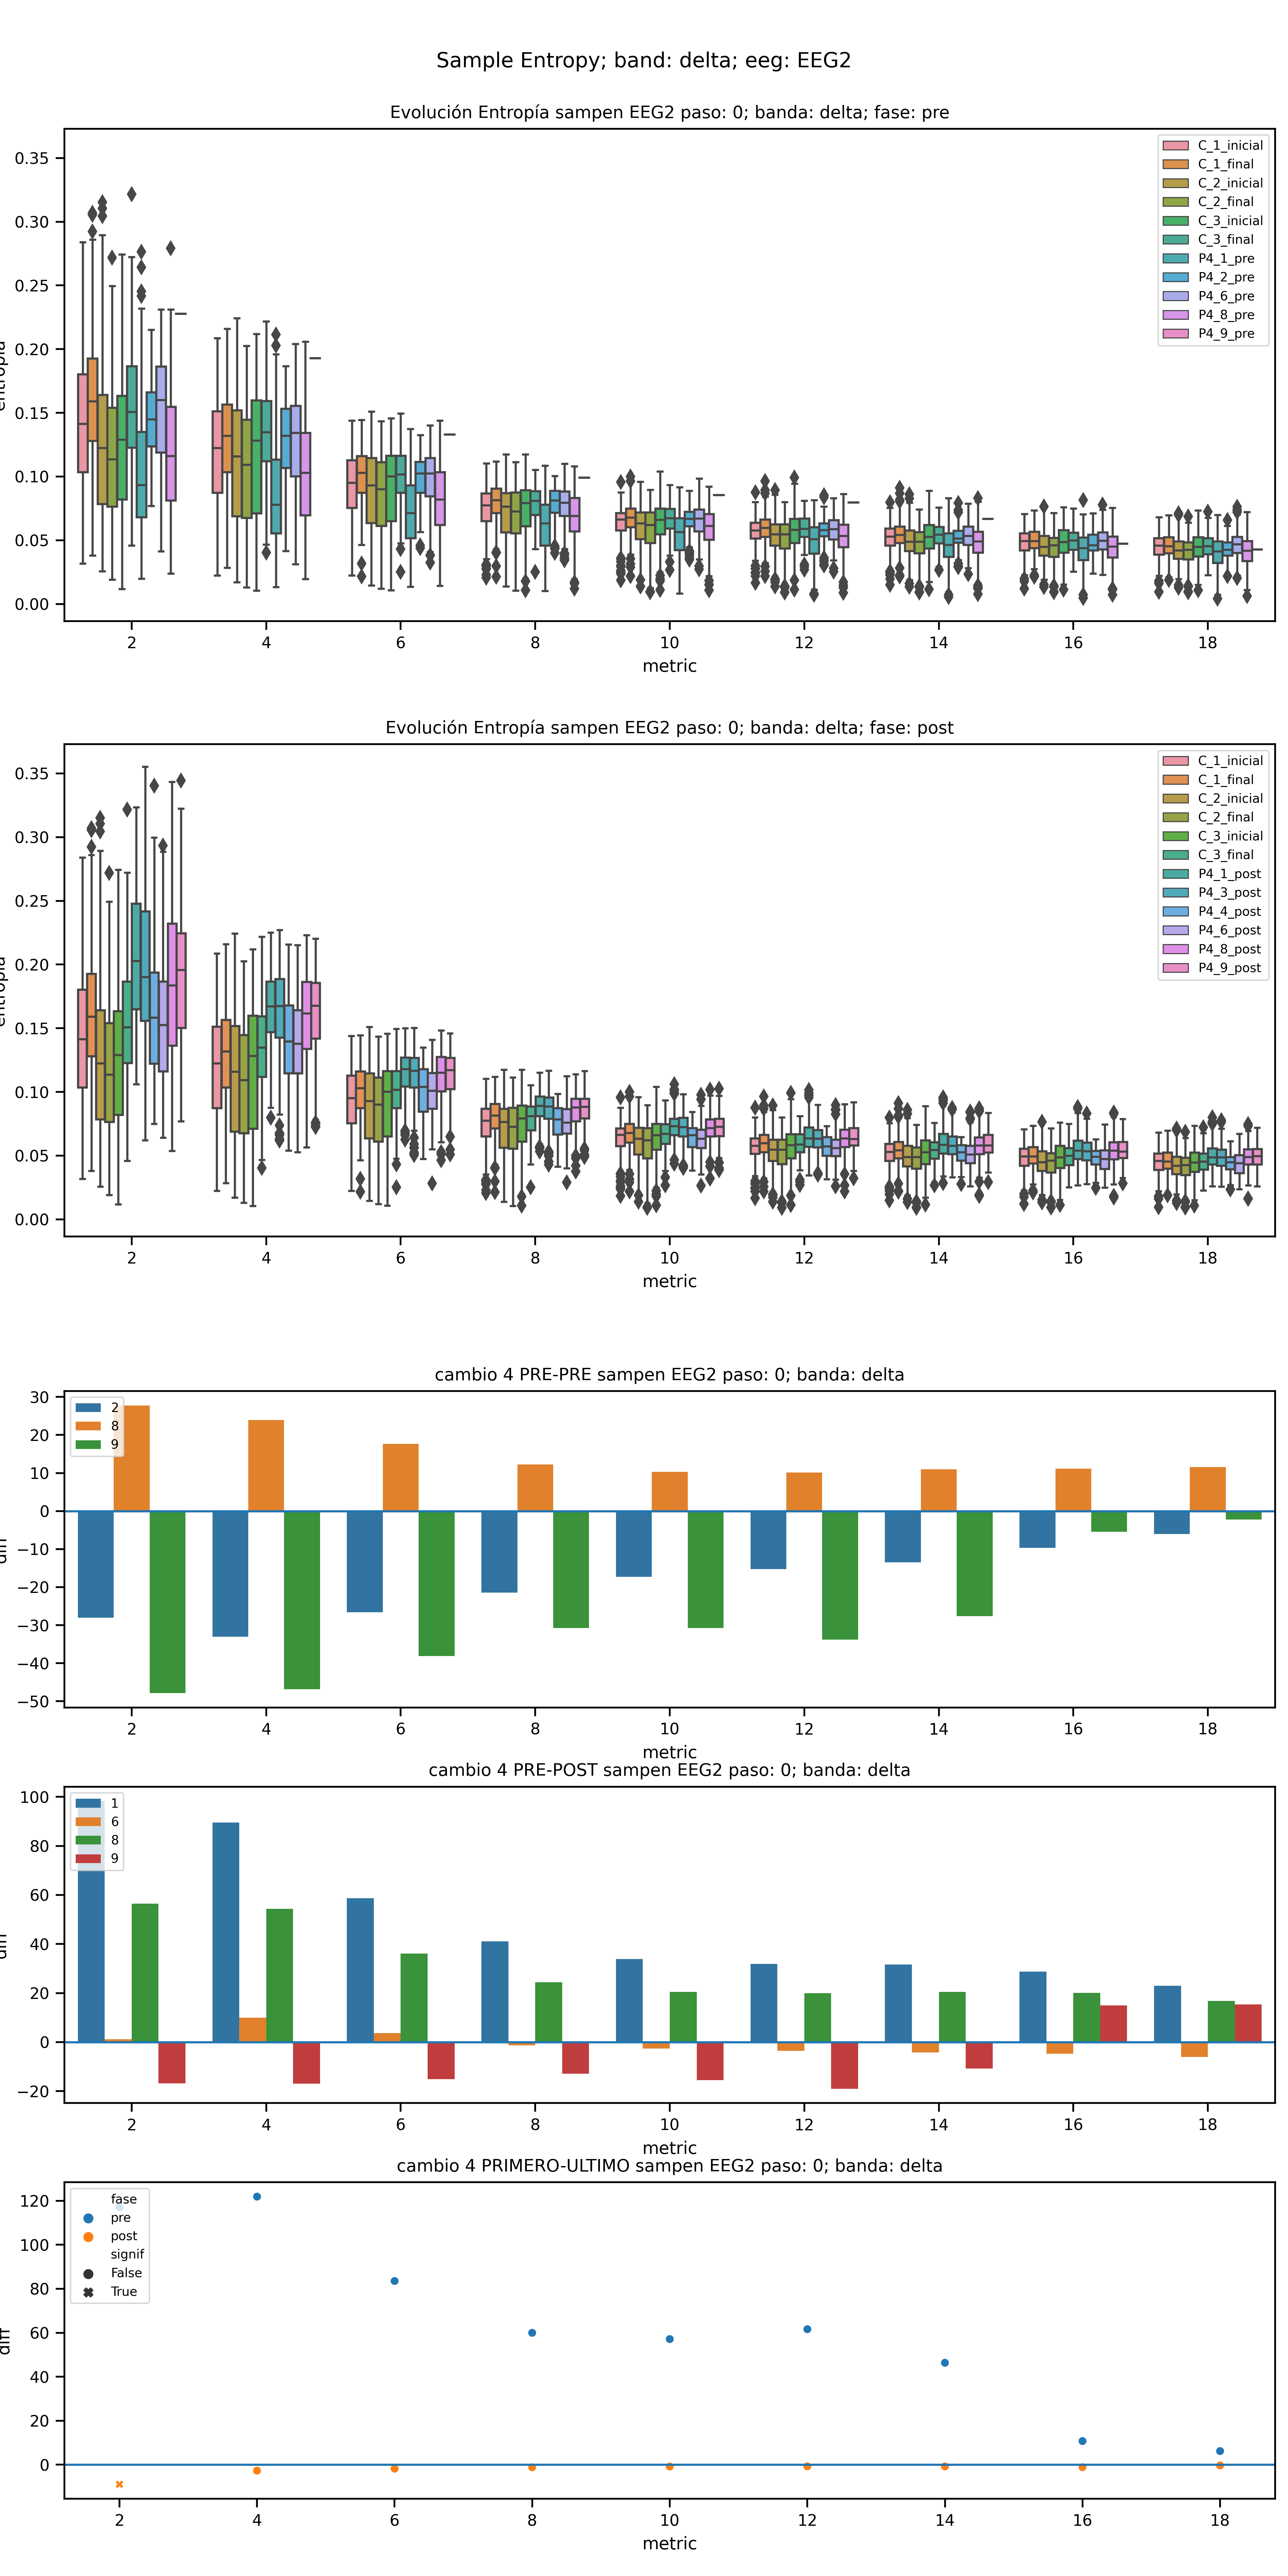 Sample Entropy; band: delta; eeg: EEG2
Evolución Entropía sampen EEG2 paso: 0; banda: delta; fase: pre
0.35
0.30
0.25
0.20
0.15
0.10
0.05
0.00
C_1_inicial
C_1_final
C_2_inicial
C_2_final
C_3_inicial
C_3_final
P4_1_pre
P4_2_pre
P4_6_pre
P4_8_pre
P4_9_pre
2 4 6 8 10 12 14 16 18
metric
Evolución Entropía sampen EEG2 paso: 0; banda: delta; fase: post
0.35
0.30
0.25
0.20
0.15
0.10
0.05
0.00
C_1_inicial
C_1_final
C_2_inicial
C_2_final
C_3_inicial
C_3_final
P4_1_post
P4_3_post
P4_4_post
P4_6_post
P4_8_post
P4_9_post
2 4 6 8 10 12 14 16 18
metric
cambio 4 PRE-PRE sampen EEG2 paso: 0; banda: delta
30
20
10
0
−10
−20
−30
−40
−50
2
8
9
2 4 6 8 10 12 14 16 18
metric
cambio 4 PRE-POST sampen EEG2 paso: 0; banda: delta
100
80
60
40
20
0
−20
1
6
8
9
2 4 6 8 10 12 14 16 18
metric
cambio 4 PRIMERO-ULTIMO sampen EEG2 paso: 0; banda: delta
120
100
80
60
40
20
0
fase
pre
post
signif
False
True
2 4 6 8 10 12 14 16 18
metric